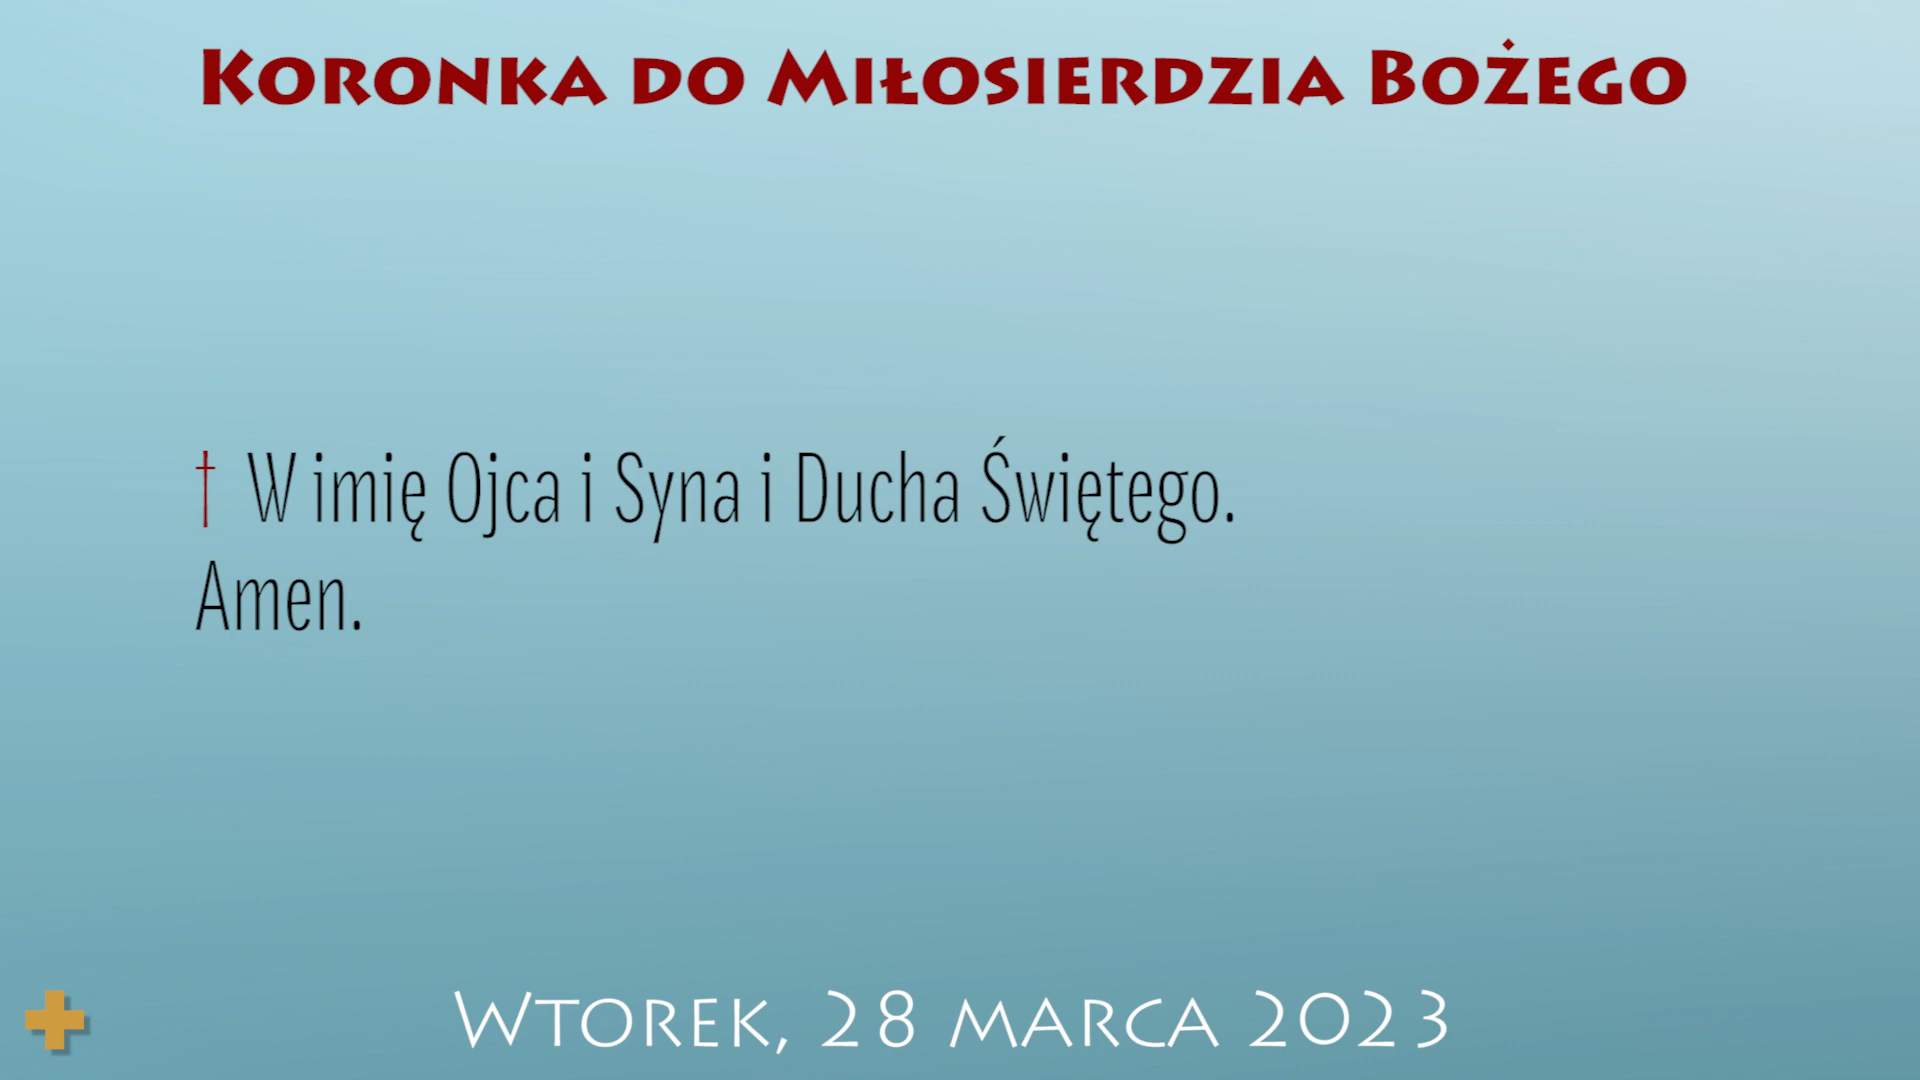 Koronka do Miłosierdzia Bożego
† W imię Ojca i Syna i Ducha Świętego.
Amen.
Wtorek, 28 marca 2023